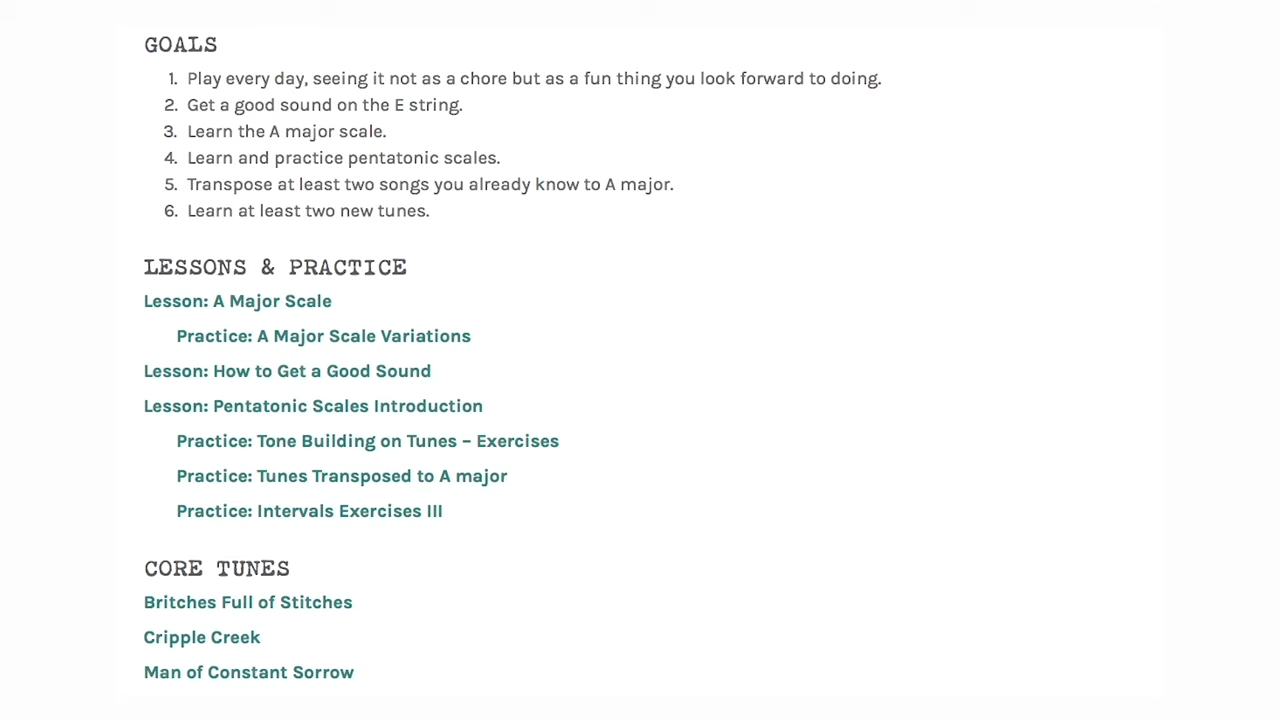 GOALS
1. Play every day, seeing it not as a chore but as a fun thing you look forward to doing.
2. Get a good sound on the E string.
3. Learn the A major scale.
4. Learn and practice pentatonic scales.
5. Transpose at least two songs you already know to A major.
6. Learn at least two new tunes.
LESSONS & PRACTICE
Lesson: A Major Scale
Practice: A Major Scale Variations
Lesson: How to Get a Good Sound
Lesson: Pentatonic Scales Introduction
Practice: Tone Building on Tunes – Exercises
Practice: Tunes Transposed to A major
Practice: Intervals Exercises III
CORE TUNES
Britches Full of Stitches
Cripple Creek
Man of Constant Sorrow